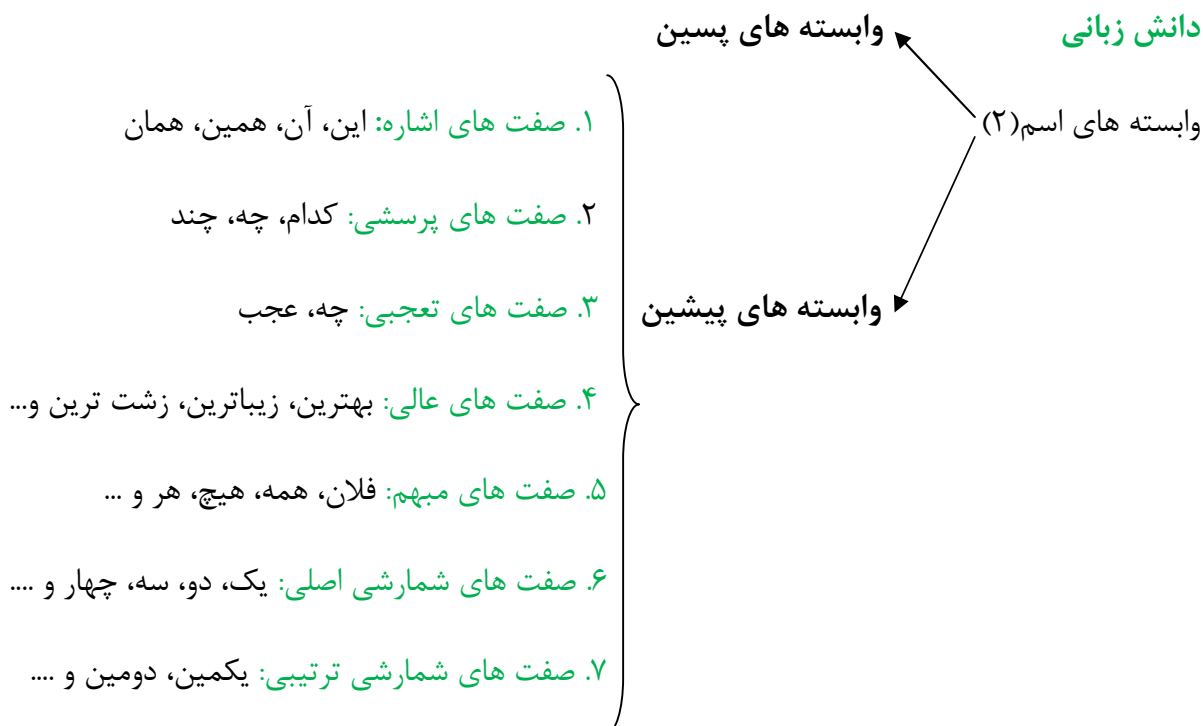 دانش زبانی
وابسته های پسین
وابسته های اسم(۲)
وابسته های پیشین
۱. صفت های اشاره: این، آن، همین، همان
۲. صفت های پرسشی: کدام، چه، چند
۳. صفت های تعجبی: چه، عجب
۴. صفت های عالی: بهترین، زیباترین، زشت ترین و...
۵. صفت های مبهم: فلان، همه، هیچ، هر و ...
۶. صفت های شمارشی اصلی: یک، دو، سه، چهار و ....
۷. صفت های شمارشی ترتیبی: یکمین، دومین و ....